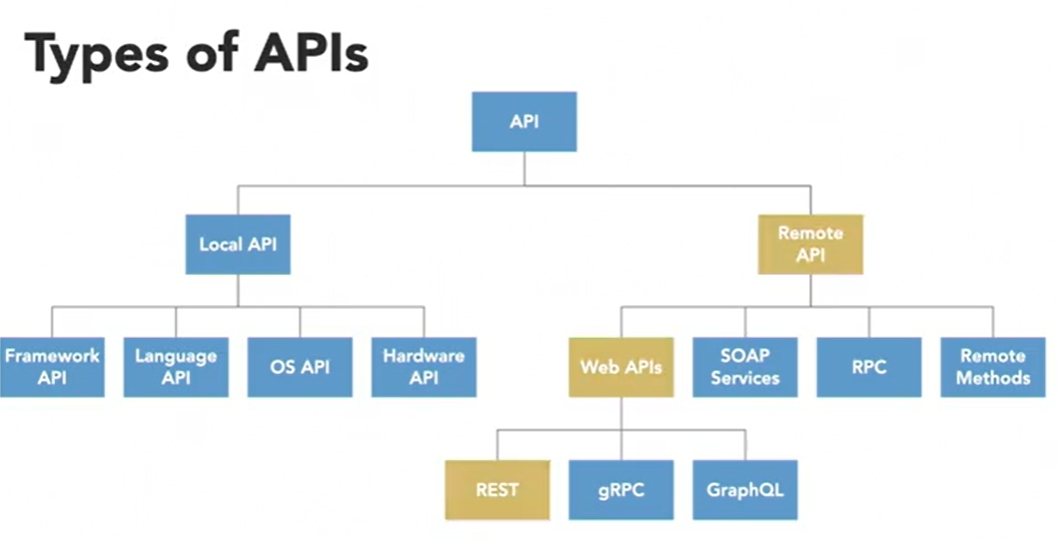 Types of APIs
API
Local API
Remote
API
Framework
API
Language
API
OS API
Hardware
API
Web APIs
SOAP
Services
RPC
Remote
Methods
REST
gRPC
GraphQL